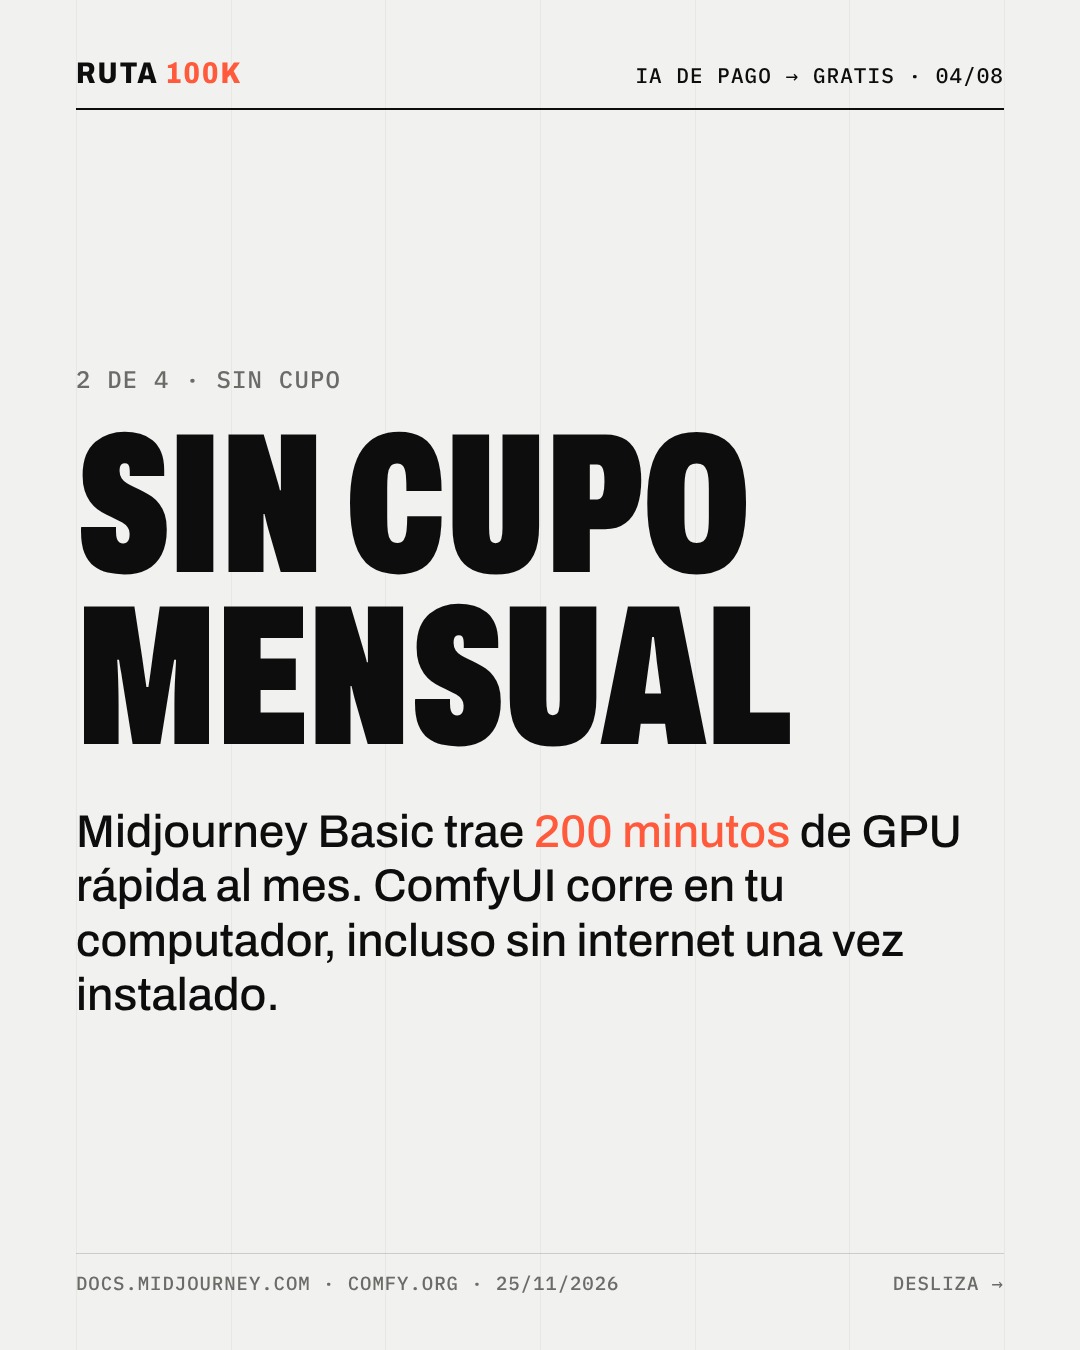 RUTA 100K
IA DE PAGO → GRATIS · 04/08
2 DE 4 · SIN CUPO
SIN CUPO
MENSUAL
Midjourney Basic trae 200 minutos de GPU
rápida al mes. ComfyUI corre en tu
computador, incluso sin internet una vez
instalado.
DOCS.MIDJOURNEY.COM · COMFY.ORG · 25/11/2026
DESLIZA →